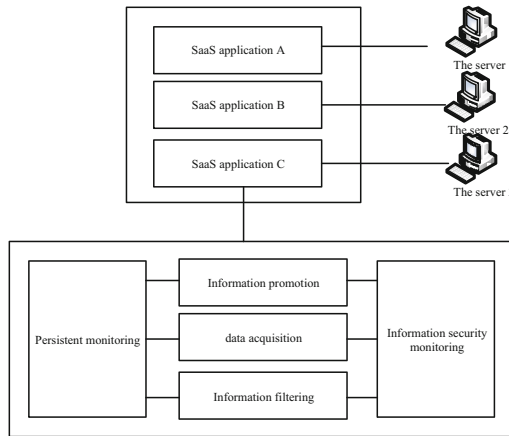 SaaS application A
The server
SaaS application B
The server 2
SaaS application C
The server
Information promotion
Persistent monitoring
data acquisition
Information security
monitoring
Information filtering